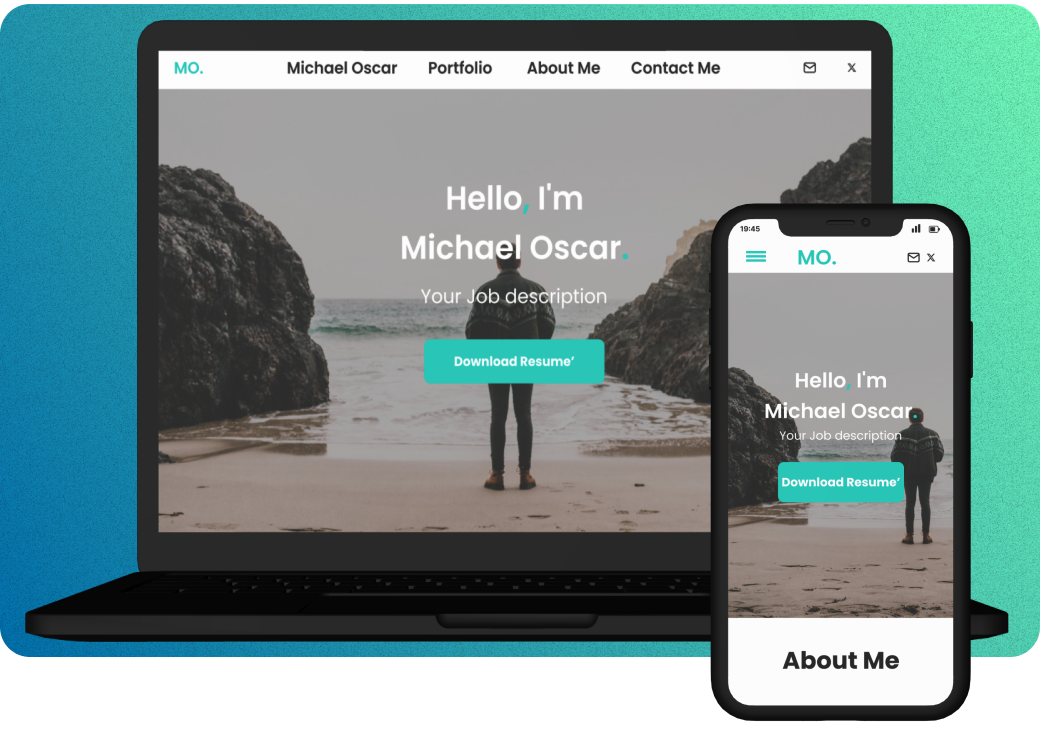 MO.
Michael Oscar
Portfolio
About Me
Contact Me
Hello, I'm
Michael Oscar.
Your Job description
Download Resume’
19:45
MO.
Hello, I'm
Michael Oscar.
Your Job description
Download Resume’
About Me